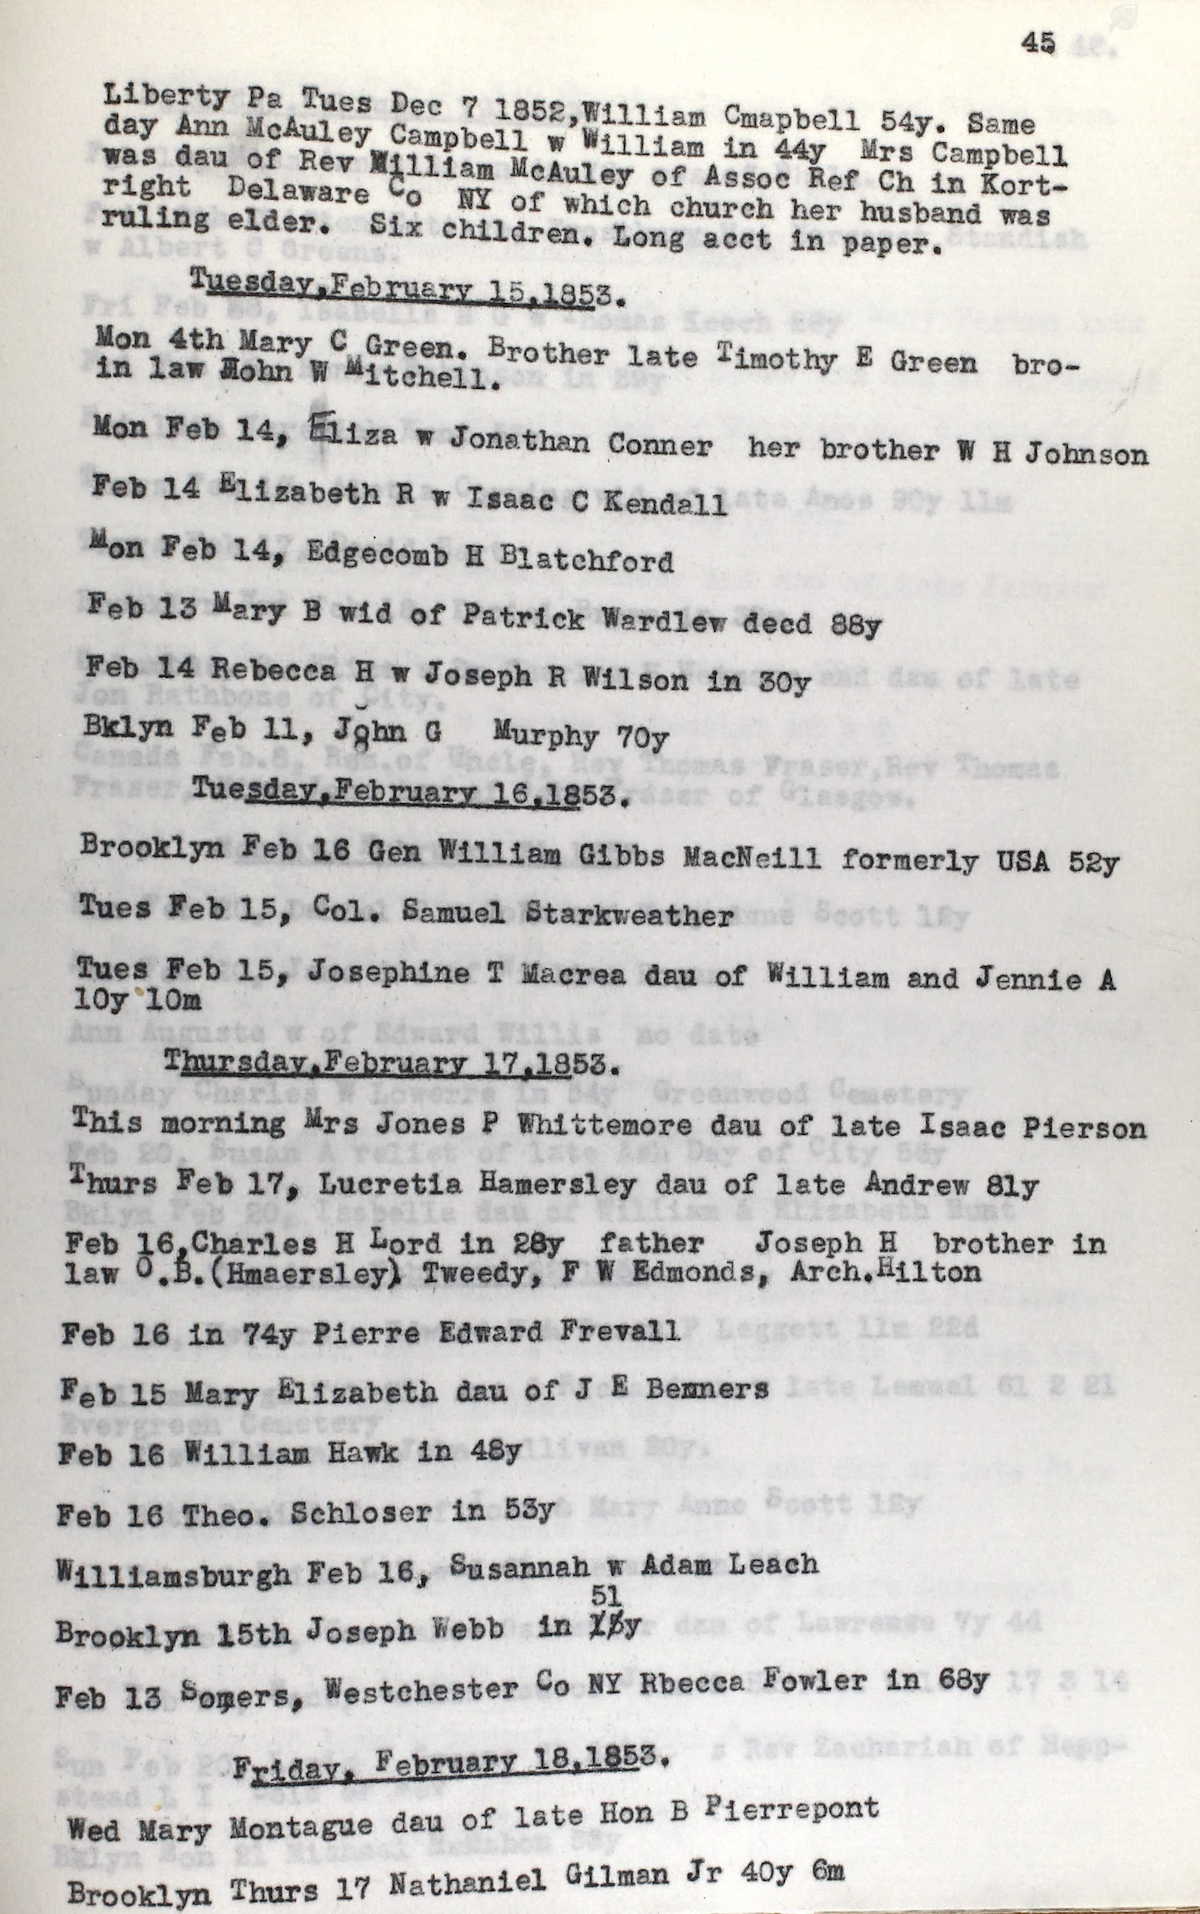 45
Liberty Pa Tues Dec 7 1852,William Cmapbell 54y. Same
day Ann McAuley Campbell w William in 44y Mrs Campbell
was dau of Rev William McAuley of Assoc Ref Ch in Kort-
right Delaware Co NY of which church her husband was
ruling elder. Six children. Long acct in paper.
Tuesday,February 15,1853.
Mon 4th Mary C Green. Brother late Timothy E Green bro-
in law John W Mitchell.
Mon Feb 14, Eliza w Jonathan Conner her brother W H Johnson
Feb 14 Elizabeth R w Isaac C Kendall
Mon Feb 14, Edgecomb H Blatchford
Feb 13 Mary B wid of Patrick Wardlew decd 88y
Feb 14 Rebecca H w Joseph R Wilson in 30y
Bklyn Feb 11, John G Murphy 70y
Tuesday,February 16,1853.
Brooklyn Feb 16 Gen William Gibbs MacNeill formerly USA 52y
Tues Feb 15, Col. Samuel Starkweather
Tues Feb 15, Josephine T Macrea dau of William and Jennie A
10y 10m
Thursday,February 17,1853.
This morning Mrs Jones P Whittemore dau of late Isaac Pierson
Thurs Feb 17, Lucretia Hamersley dau of late Andrew 81y
Feb 16,Charles H Lord in 28y father Joseph H brother in
law O.B.(Hmaersley) Tweedy, F W Edmonds, Arch.Hilton
Feb 16 in 74y Pierre Edward Frevall
Feb 15 Mary Elizabeth dau of J E Bemners
Feb 16 William Hawk in 48y
Feb 16 Theo. Schloser in 53y
Williamsburgh Feb 16, Susannah w Adam Leach
51
Brooklyn 15th Joseph Webb in 15y
Feb 13 Somers, Westchester Co NY Rbecca Fowler in 68y
Friday, February 18,1853.
Wed Mary Montague dau of late Hon B Pierrepont
Brooklyn Thurs 17 Nathaniel Gilman Jr 40y 6m